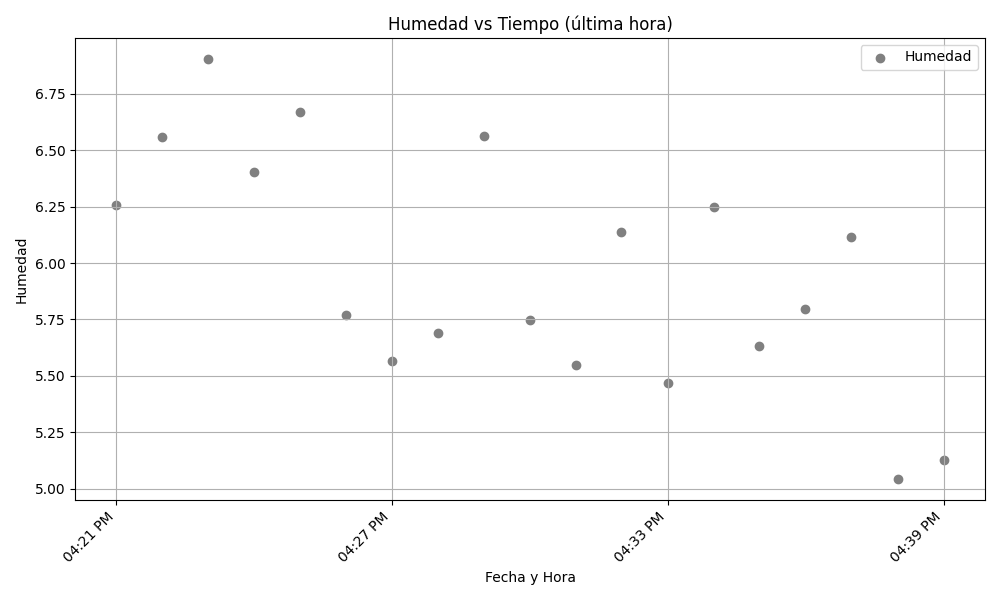 Humedad vs Tiempo (última hora)
Humedad
6.75
6.50
6.25
6.00
5.75
5.50
5.25
5.00
Humedad
04:21 PM
04:27 PM
04:33 PM
04:39 PM
Fecha y Hora